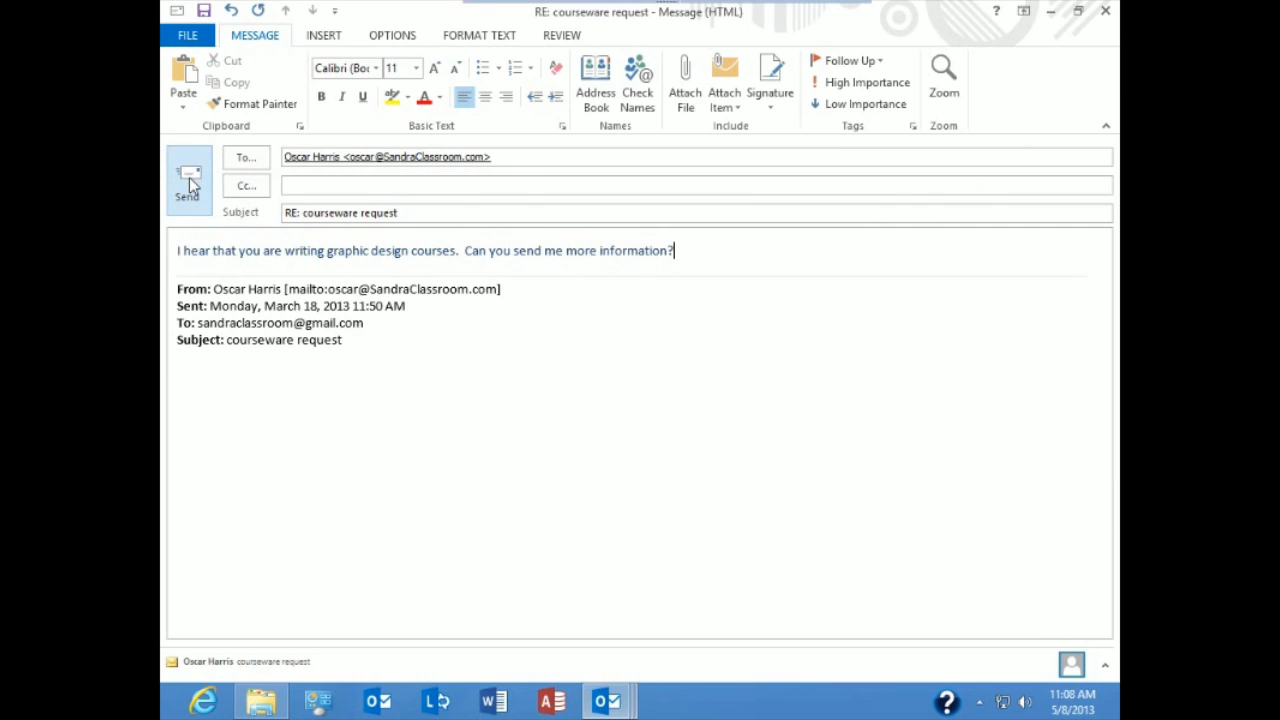 RE: courseware request - Message (HTML)
FILE MESSAGE INSERT OPTIONS FORMAT TEXT REVIEW
Paste
Cut
Copy
Format Painter
Clipboard
Calibri (Boc 11
B I U
Basic Text
Address Book
Check Names
Names
Attach File
Attach Item
Signature
Include
Follow Up
High Importance
Low Importance
Tags
Zoom
Zoom
Send
To... Oscar Harris <oscar@SandraClassroom.com>
Cc...
Subject RE: courseware request
I hear that you are writing graphic design courses. Can you send me more information?
From: Oscar Harris [mailto:oscar@SandraClassroom.com]
Sent: Monday, March 18, 2013 11:50 AM
To: sandraclassroom@gmail.com
Subject: courseware request
Oscar Harris courseware request
11:08 AM
5/8/2013